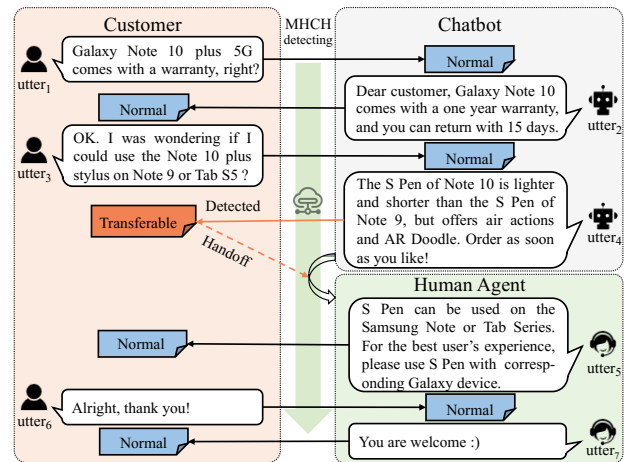 Customer
MHCH
detecting
Chatbot
Galaxy Note 10 plus 5G
comes with a warranty, right?
utter1
Normal
Normal
Dear customer, Galaxy Note 10
comes with a one year warranty,
and you can return with 15 days.
utter2
OK. I was wondering if I
could use the Note 10 plus
stylus on Note 9 or Tab S5 ?
utter3
Normal
The S Pen of Note 10 is lighter
and shorter than the S Pen of
Note 9, but offers air actions
and AR Doodle. Order as soon
as you like!
utter4
Detected
Transferable
Handoff
Human Agent
S Pen can be used on the
Samsung Note or Tab Series.
For the best user's experience,
please use S Pen with corresp-
onding Galaxy device.
utter5
Normal
Alright, thank you!
utter6
Normal
Normal
You are welcome :)
utter7